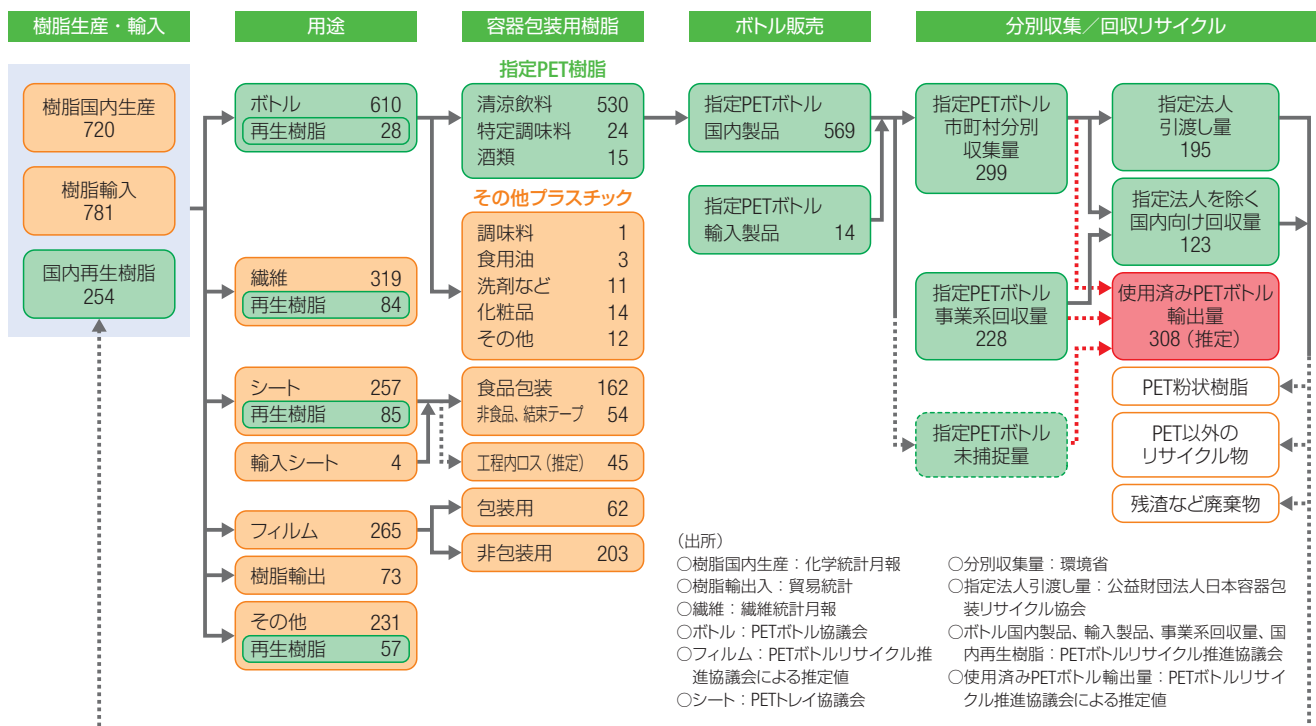 樹脂生産・輸入
樹脂国内生産
720
樹脂輸入
781
国内再生樹脂
254
用途
ボトル 610
再生樹脂 28
繊維 319
再生樹脂 84
シート 257
再生樹脂 85
輸入シート 4
フィルム 265
樹脂輸出 73
その他 231
再生樹脂 57
容器包装用樹脂
指定PET樹脂
清涼飲料 530
特定調味料 24
酒類 15
その他プラスチック
調味料 1
食用油 3
洗剤など 11
化粧品 14
その他 12
食品包装 162
非食品、結束テープ 54
工程内ロス（推定） 45
包装用 62
非包装用 203
ボトル販売
指定PETボトル
国内製品 569
指定PETボトル
輸入製品 14
分別収集／回収リサイクル
指定PETボトル
市町村分別
収集量
299
指定PETボトル
事業系回収量
228
指定PETボトル
未捕捉量
指定法人
引渡し量
195
指定法人を除く
国内向け回収量
123
使用済みPETボトル
輸出量
308（推定）
PET粉状樹脂
PET以外の
リサイクル物
残渣など廃棄物
（出所）
○樹脂国内生産：化学統計月報
○樹脂輸出入：貿易統計
○繊維：繊維統計月報
○ボトル：PETボトル協議会
○フィルム：PETボトルリサイクル推
進協議会による推定値
○シート：PETトレイ協議会
○分別収集量：環境省
○指定法人引渡し量：公益財団法人日本容器包
装リサイクル協会
○ボトル国内製品、輸入製品、事業系回収量、国
内再生樹脂：PETボトルリサイクル推進協議会
○使用済みPETボトル輸出量：PETボトルリサイ
クル推進協議会による推定値